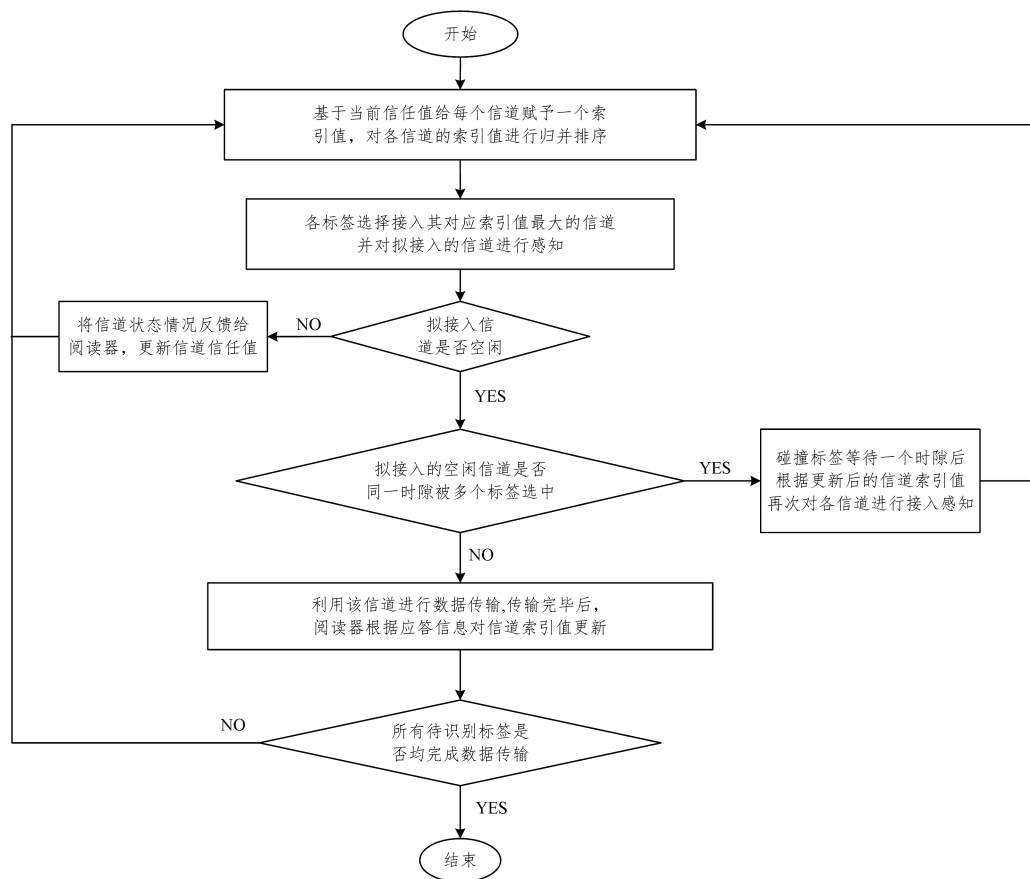 开始
基于当前信任值给每个信道赋予一个索
引值，对各信道的索引值进行归并排序
各标签选择接入其对应索引值最大的信道
并对拟接入的信道进行感知
将信道状态情况反馈给
阅读器，更新信道信任值
NO
拟接入信
道是否空闲
YES
拟接入的空闲信道是否
同一时隙被多个标签选中
YES
碰撞标签等待一个时隙后
根据更新后的信道索引值
再次对各信道进行接入感知
NO
利用该信道进行数据传输,传输完毕后，
阅读器根据应答信息对信道索引值更新
NO
所有待识别标签是
否均完成数据传输
YES
结束